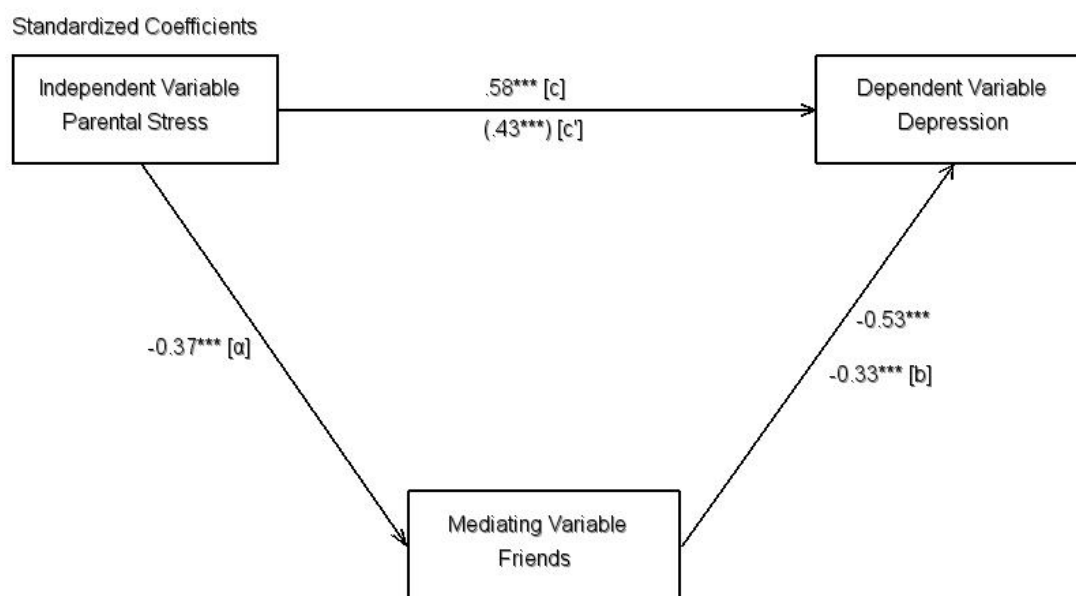 Standardized Coefficients
Independent Variable
Parental Stress
.58*** [c]
(.43***) [c']
Dependent Variable
Depression
-0.37*** [α]
-0.53***
-0.33*** [b]
Mediating Variable
Friends